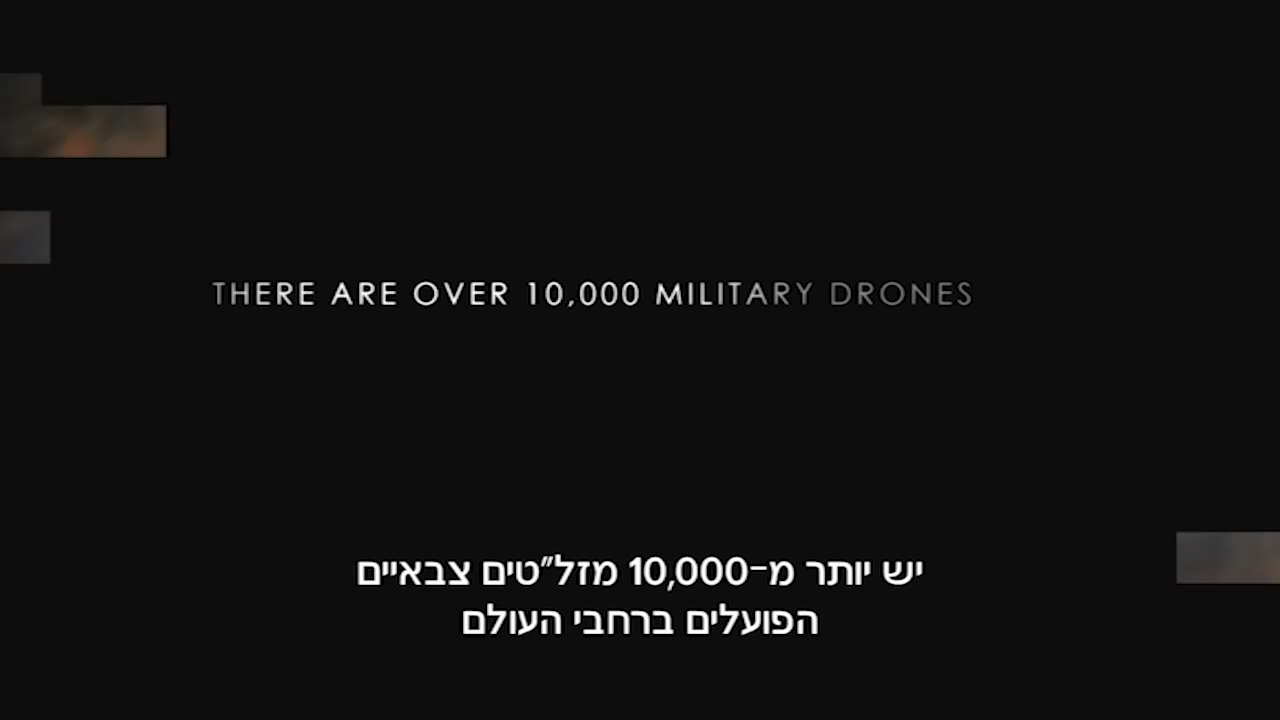 THERE ARE OVER 10,000 MILITARY DRONES
יש יותר מ-10,000 מזל"טים צבאיים
הפועלים ברחבי העולם